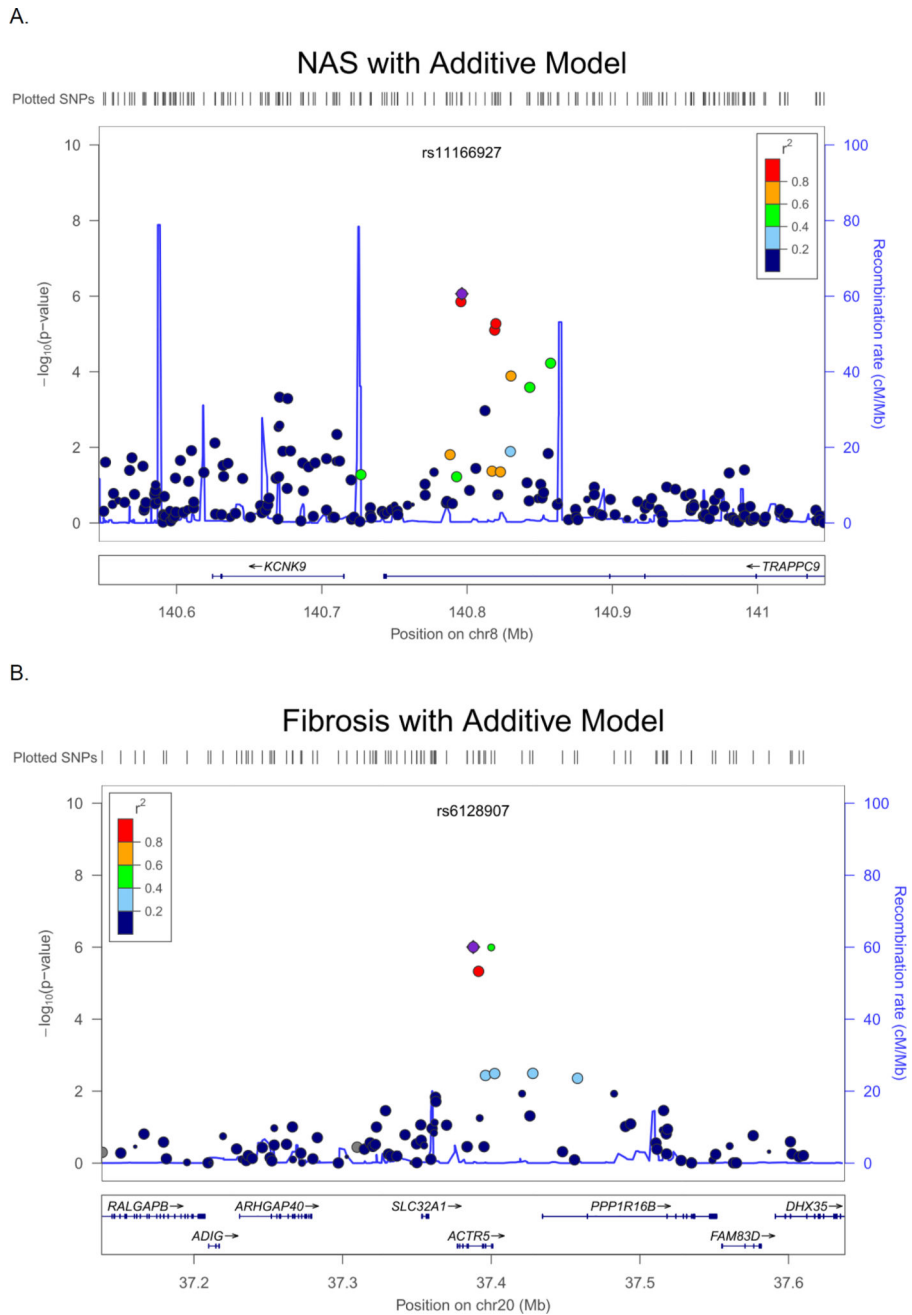 A.
NAS with Additive Model
Plotted SNPs
rs11166927
r2
0.8
0.6
0.4
0.2
10
8
6
4
2
0
−log10(p−value)
100
80
60
40
20
0
Recombination rate (cM/Mb)
←KCNK9
←TRAPPC9
140.6 140.7 140.8 140.9 141
Position on chr8 (Mb)
B.
Fibrosis with Additive Model
Plotted SNPs
rs6128907
r2
0.8
0.6
0.4
0.2
10
8
6
4
2
0
−log10(p−value)
100
80
60
40
20
0
Recombination rate (cM/Mb)
RALGAPB→ ARHGAP40→ SLC32A1→ PPP1R16B→ DHX35→
ADIG→ ACTR5→ FAM83D→
37.2 37.3 37.4 37.5 37.6
Position on chr20 (Mb)